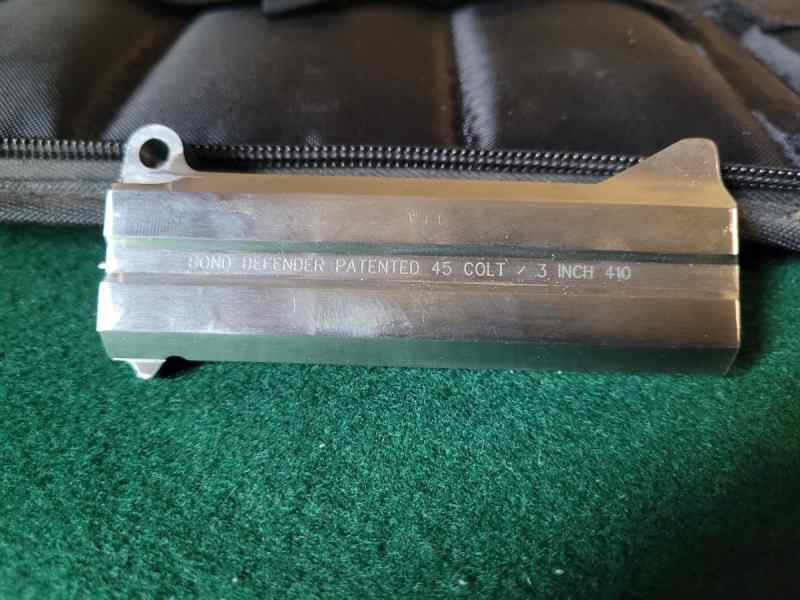 BOND DEFENDER PATENTED 45 COLT / 3 INCH 410